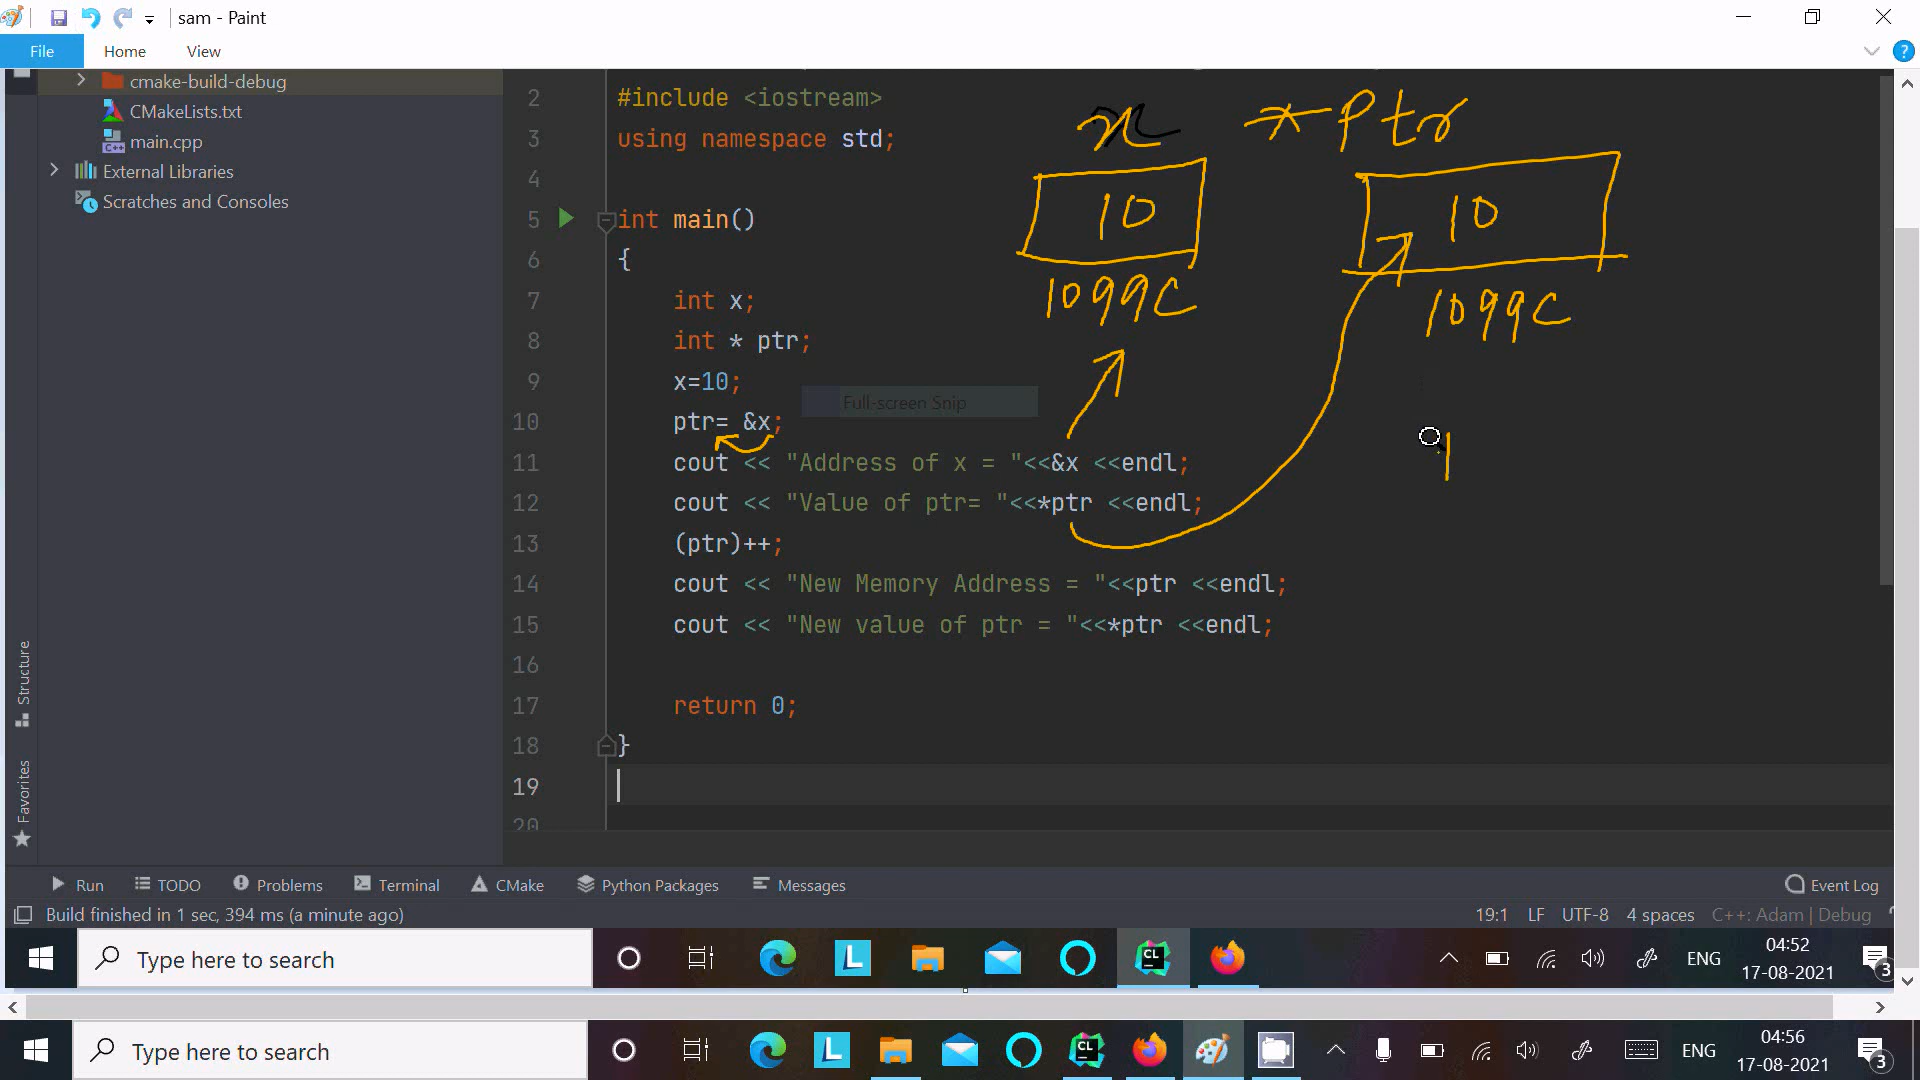 sam - Paint
File Home View
cmake-build-debug
CMakeLists.txt
main.cpp
External Libraries
Scratches and Consoles
2 #include <iostream>
3 using namespace std;
4
5 int main()
6 {
7 int x;
8 int * ptr;
9 x=10;
10 ptr= &x;
11 cout << "Address of x = "<<&x <<endl;
12 cout << "Value of ptr= "<<*ptr <<endl;
13 (ptr)++;
14 cout << "New Memory Address = "<<ptr <<endl;
15 cout << "New value of ptr = "<<*ptr <<endl;
16
17 return 0;
18 }
19
20
Full-screen Snip
x *Ptr
10 10
1099C 1099C
Structure
Favorites
Run TODO Problems Terminal CMake Python Packages Messages Event Log
Build finished in 1 sec, 394 ms (a minute ago) 19:1 LF UTF-8 4 spaces C++: Adam | Debug
Type here to search L CL ENG 04:52
17-08-2021 3
Type here to search L CL ENG 04:56
17-08-2021 3